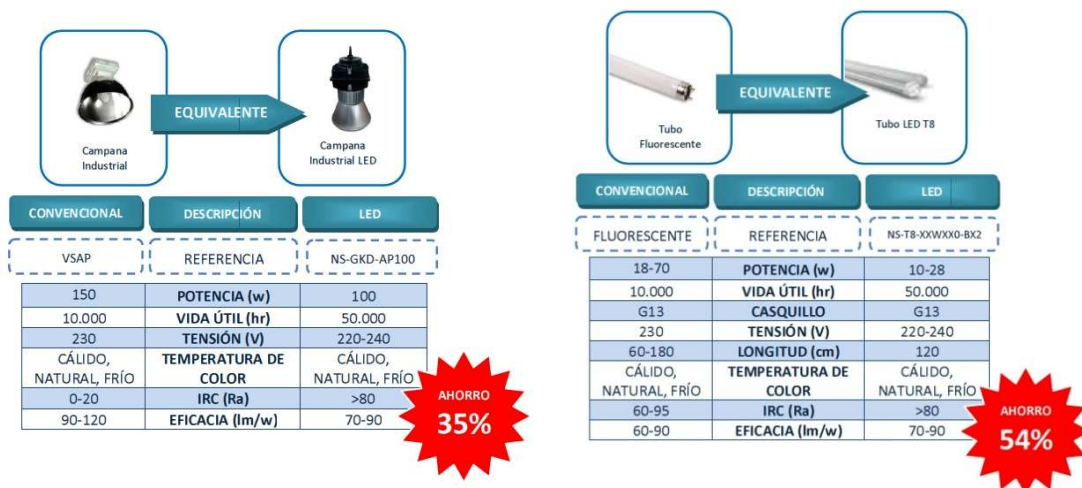 EQUIVALENTE
Campana
Industrial
Campana
Industrial LED
CONVENCIONAL DESCRIPCIÓN LED
VSAP REFERENCIA NS-GKD-AP100
150 POTENCIA (w) 100
10.000 VIDA ÚTIL (hr) 50.000
230 TENSIÓN (V) 220-240
CÁLIDO, TEMPERATURA DE CÁLIDO,
NATURAL, FRÍO COLOR NATURAL, FRÍO
0-20 IRC (Ra) >80
90-120 EFICACIA (lm/w) 70-90
AHORRO
35%
EQUIVALENTE
Tubo
Fluorescente
Tubo LED T8
CONVENCIONAL DESCRIPCIÓN LED
FLUORESCENTE REFERENCIA NS-T8-XXWXX0-BX2
18-70 POTENCIA (w) 10-28
10.000 VIDA ÚTIL (hr) 50.000
G13 CASQUILLO G13
230 TENSIÓN (V) 220-240
60-180 LONGITUD (cm) 120
CÁLIDO, TEMPERATURA DE CÁLIDO,
NATURAL, FRÍO COLOR NATURAL, FRÍO
60-95 IRC (Ra) >80
60-90 EFICACIA (lm/w) 70-90
AHORRO
54%